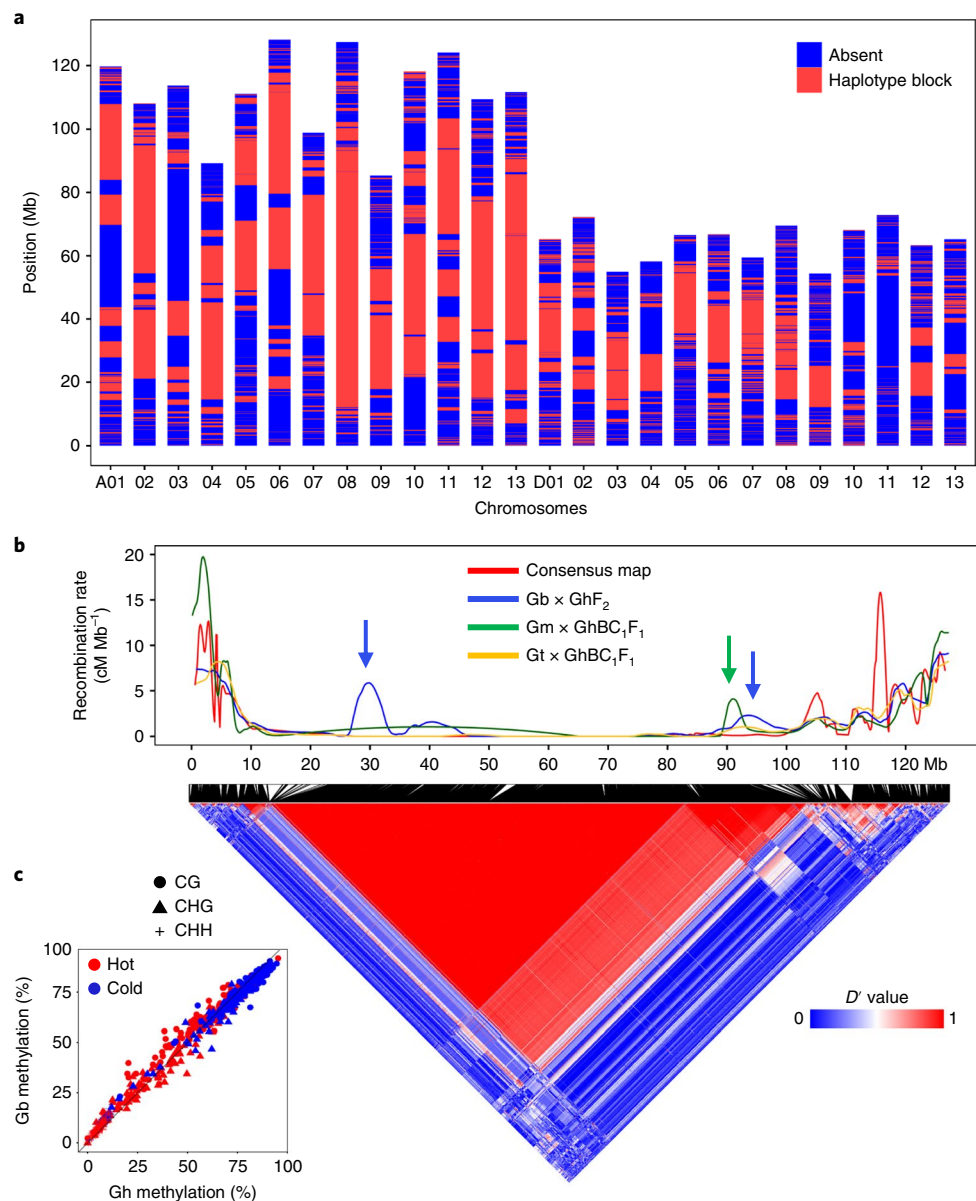 a
120
100
80
60
40
20
0
Position (Mb)
Absent
Haplotype block
A01 02 03 04 05 06 07 08 09 10 11 12 13 D01 02 03 04 05 06 07 08 09 10 11 12 13
Chromosomes
b
20
15
10
5
0
Recombination rate
(cM Mb⁻¹)
Consensus map
Gb × GhF₂
Gm × GhBC₁F₁
Gt × GhBC₁F₁
0 10 20 30 40 50 60 70 80 90 100 110 120 Mb
c
CG
CHG
+ CHH
100
75
50
25
0
Gb methylation (%)
Hot
Cold
0 25 50 75 100
Gh methylation (%)
D′ value
0 1